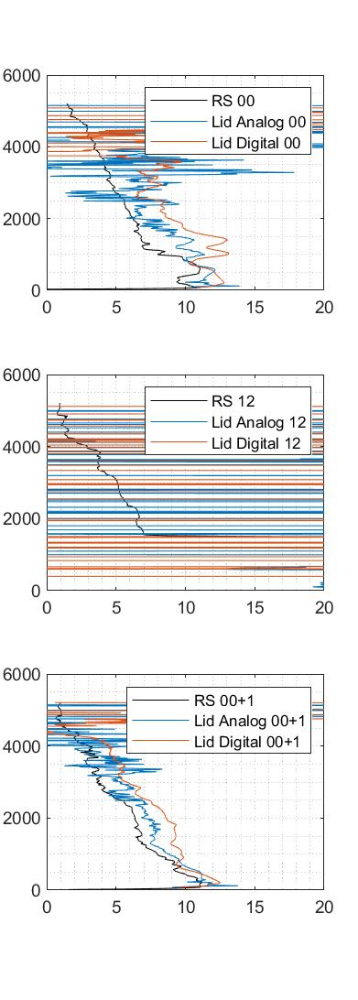 6000
4000
2000
0
0 5 10 15 20
RS 00
Lid Analog 00
Lid Digital 00
6000
4000
2000
0
0 5 10 15 20
RS 12
Lid Analog 12
Lid Digital 12
6000
4000
2000
0
0 5 10 15 20
RS 00+1
Lid Analog 00+1
Lid Digital 00+1